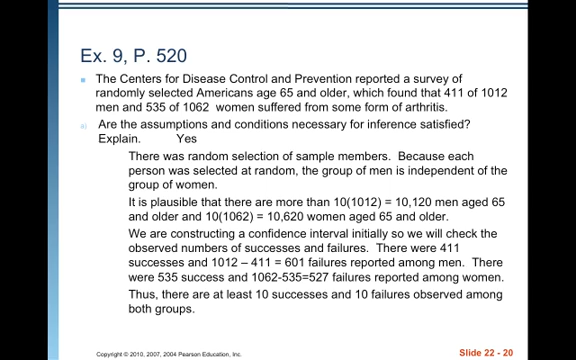 Ex. 9, P. 520
The Centers for Disease Control and Prevention reported a survey of
randomly selected Americans age 65 and older, which found that 411 of 1012
men and 535 of 1062 women suffered from some form of arthritis.
a) Are the assumptions and conditions necessary for inference satisfied?
Explain. Yes
There was random selection of sample members. Because each
person was selected at random, the group of men is independent of the
group of women.
It is plausible that there are more than 10(1012) = 10,120 men aged 65
and older and 10(1062) = 10,620 women aged 65 and older.
We are constructing a confidence interval initially so we will check the
observed numbers of successes and failures. There were 411
successes and 1012 – 411 = 601 failures reported among men. There
were 535 success and 1062-535=527 failures reported among women.
Thus, there are at least 10 successes and 10 failures observed among
both groups.
Copyright © 2010, 2007, 2004 Pearson Education, Inc.
Slide 22 - 20